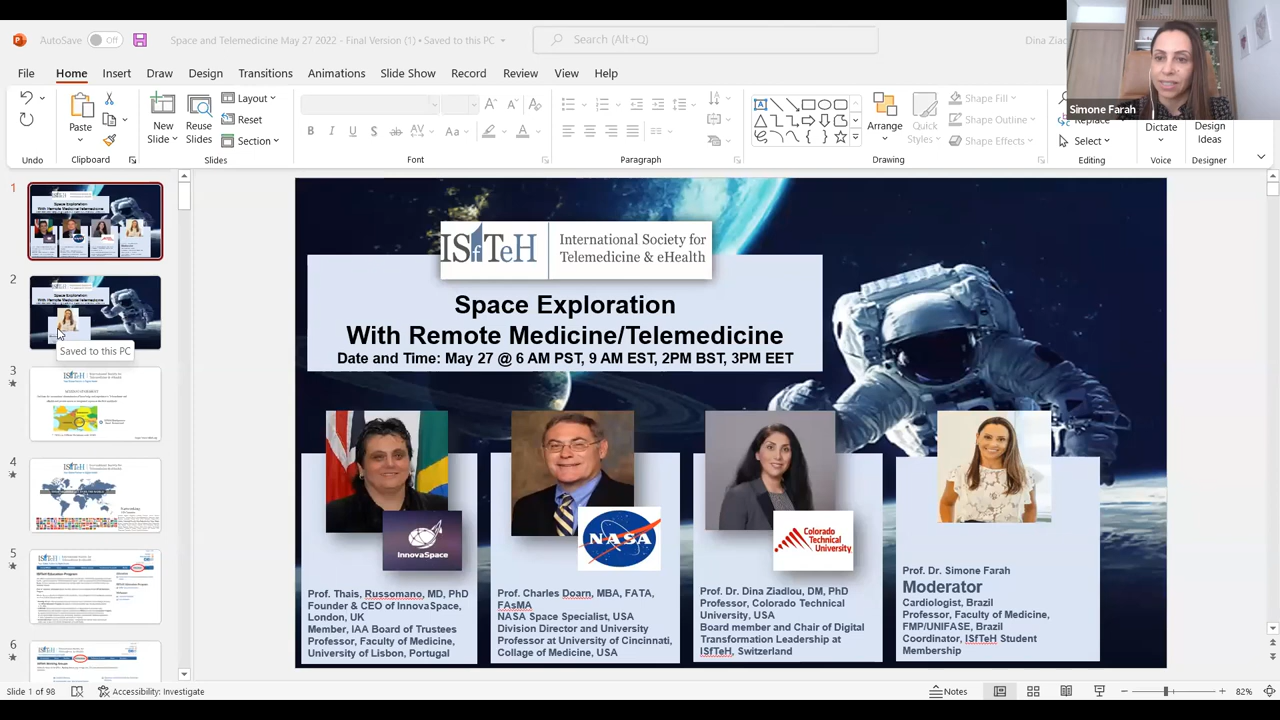 AutoSave
Off
Space and Telemedicine May 27 2022 - Final Version (1) • Saved to this PC
Search (Alt+Q)
Simone Farah
File Home Insert Draw Design Transitions Animations Slide Show Record Review View Help
Paste
New Slide
Reuse Slides
Layout
Reset
Section
B I U S ab AV Aa A
Arrange
Quick Styles
Shape Fill
Shape Outline
Shape Effects
Replace
Select
Dictate
Design Ideas
Undo Clipboard Slides Font Paragraph Drawing Editing Voice Designer
1
2
Saved to this PC
3
4
5
6
ISfTeH
International Society for
Telemedicine & eHealth
Space Exploration
With Remote Medicine/Telemedicine
Date and Time: May 27 @ 6 AM PST, 9 AM EST, 2PM BST, 3PM EET
InnovaSpace
Prof. Thais, Russomano, MD, PhD
Founder & CEO of InnovaSpace,
London, UK
Member, IAA Board of Trustees
Professor, Faculty of Medicine,
University of Lisbon, Portugal
NASA
Prof. Charles Doarn, MBA, FATA,
FASMA
NASA Space Specialist, USA
Division Director and University
Professor at University of Cincinnati,
Collage of Medicine, USA
Colorado
Technical
University
Prof. Dr. Dina Ziadlou, DM, PhD
Professor, Colorado Technical
University, USA
Board member and Chair of Digital
Transformation Leadership at
ISfTeH, Switzerland
Prof. Dr. Simone Farah
Moderator
Cardiologist, Brazil
Professor, Faculty of Medicine,
FMP/UNIFASE, Brazil
Coordinator, ISfTeH Student
Membership
Slide 1 of 98
Accessibility: Investigate
Notes
82%